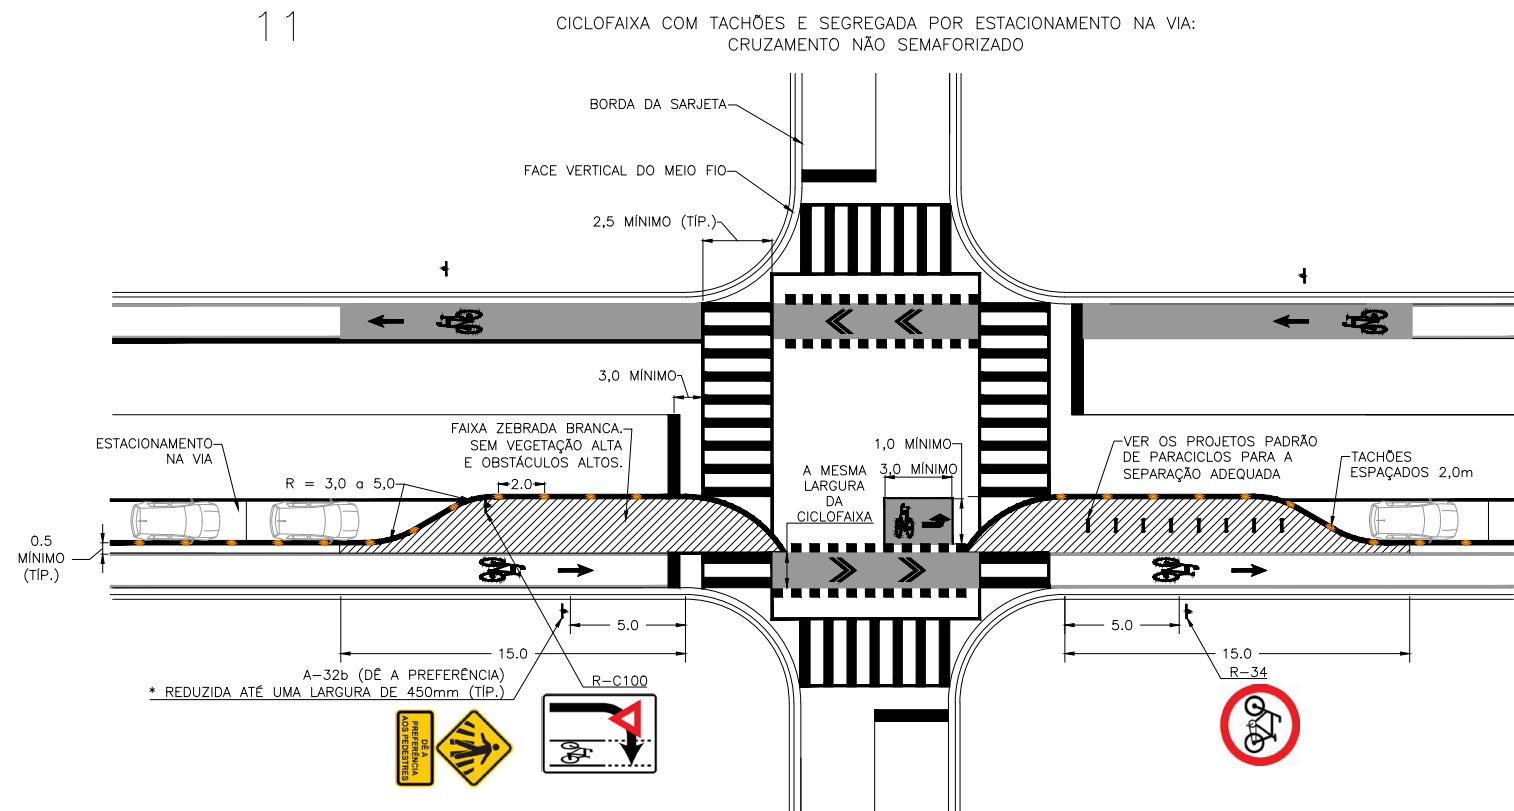 11
CICLOFAIXA COM TACHÕES E SEGREGADA POR ESTACIONAMENTO NA VIA:
CRUZAMENTO NÃO SEMAFORIZADO
BORDA DA SARJETA
FACE VERTICAL DO MEIO FIO
2,5 MÍNIMO (TÍP.)
3,0 MÍNIMO
ESTACIONAMENTO
NA VIA
FAIXA ZEBRADA BRANCA.
SEM VEGETAÇÃO ALTA
E OBSTÁCULOS ALTOS.
R = 3,0 a 5,0
2.0
A MESMA
LARGURA
DA
CICLOFAIXA
1,0 MÍNIMO
3,0 MÍNIMO
VER OS PROJETOS PADRÃO
DE PARACICLOS PARA A
SEPARAÇÃO ADEQUADA
TACHÕES
ESPAÇADOS 2,0m
0.5
MÍNIMO
(TÍP.)
5.0
15.0
5.0
15.0
A-32b (DÊ A PREFERÊNCIA)
* REDUZIDA ATÉ UMA LARGURA DE 450mm (TÍP.)
R-C100
R-34
DÊ A
PREFERÊNCIA
AOS PEDESTRES